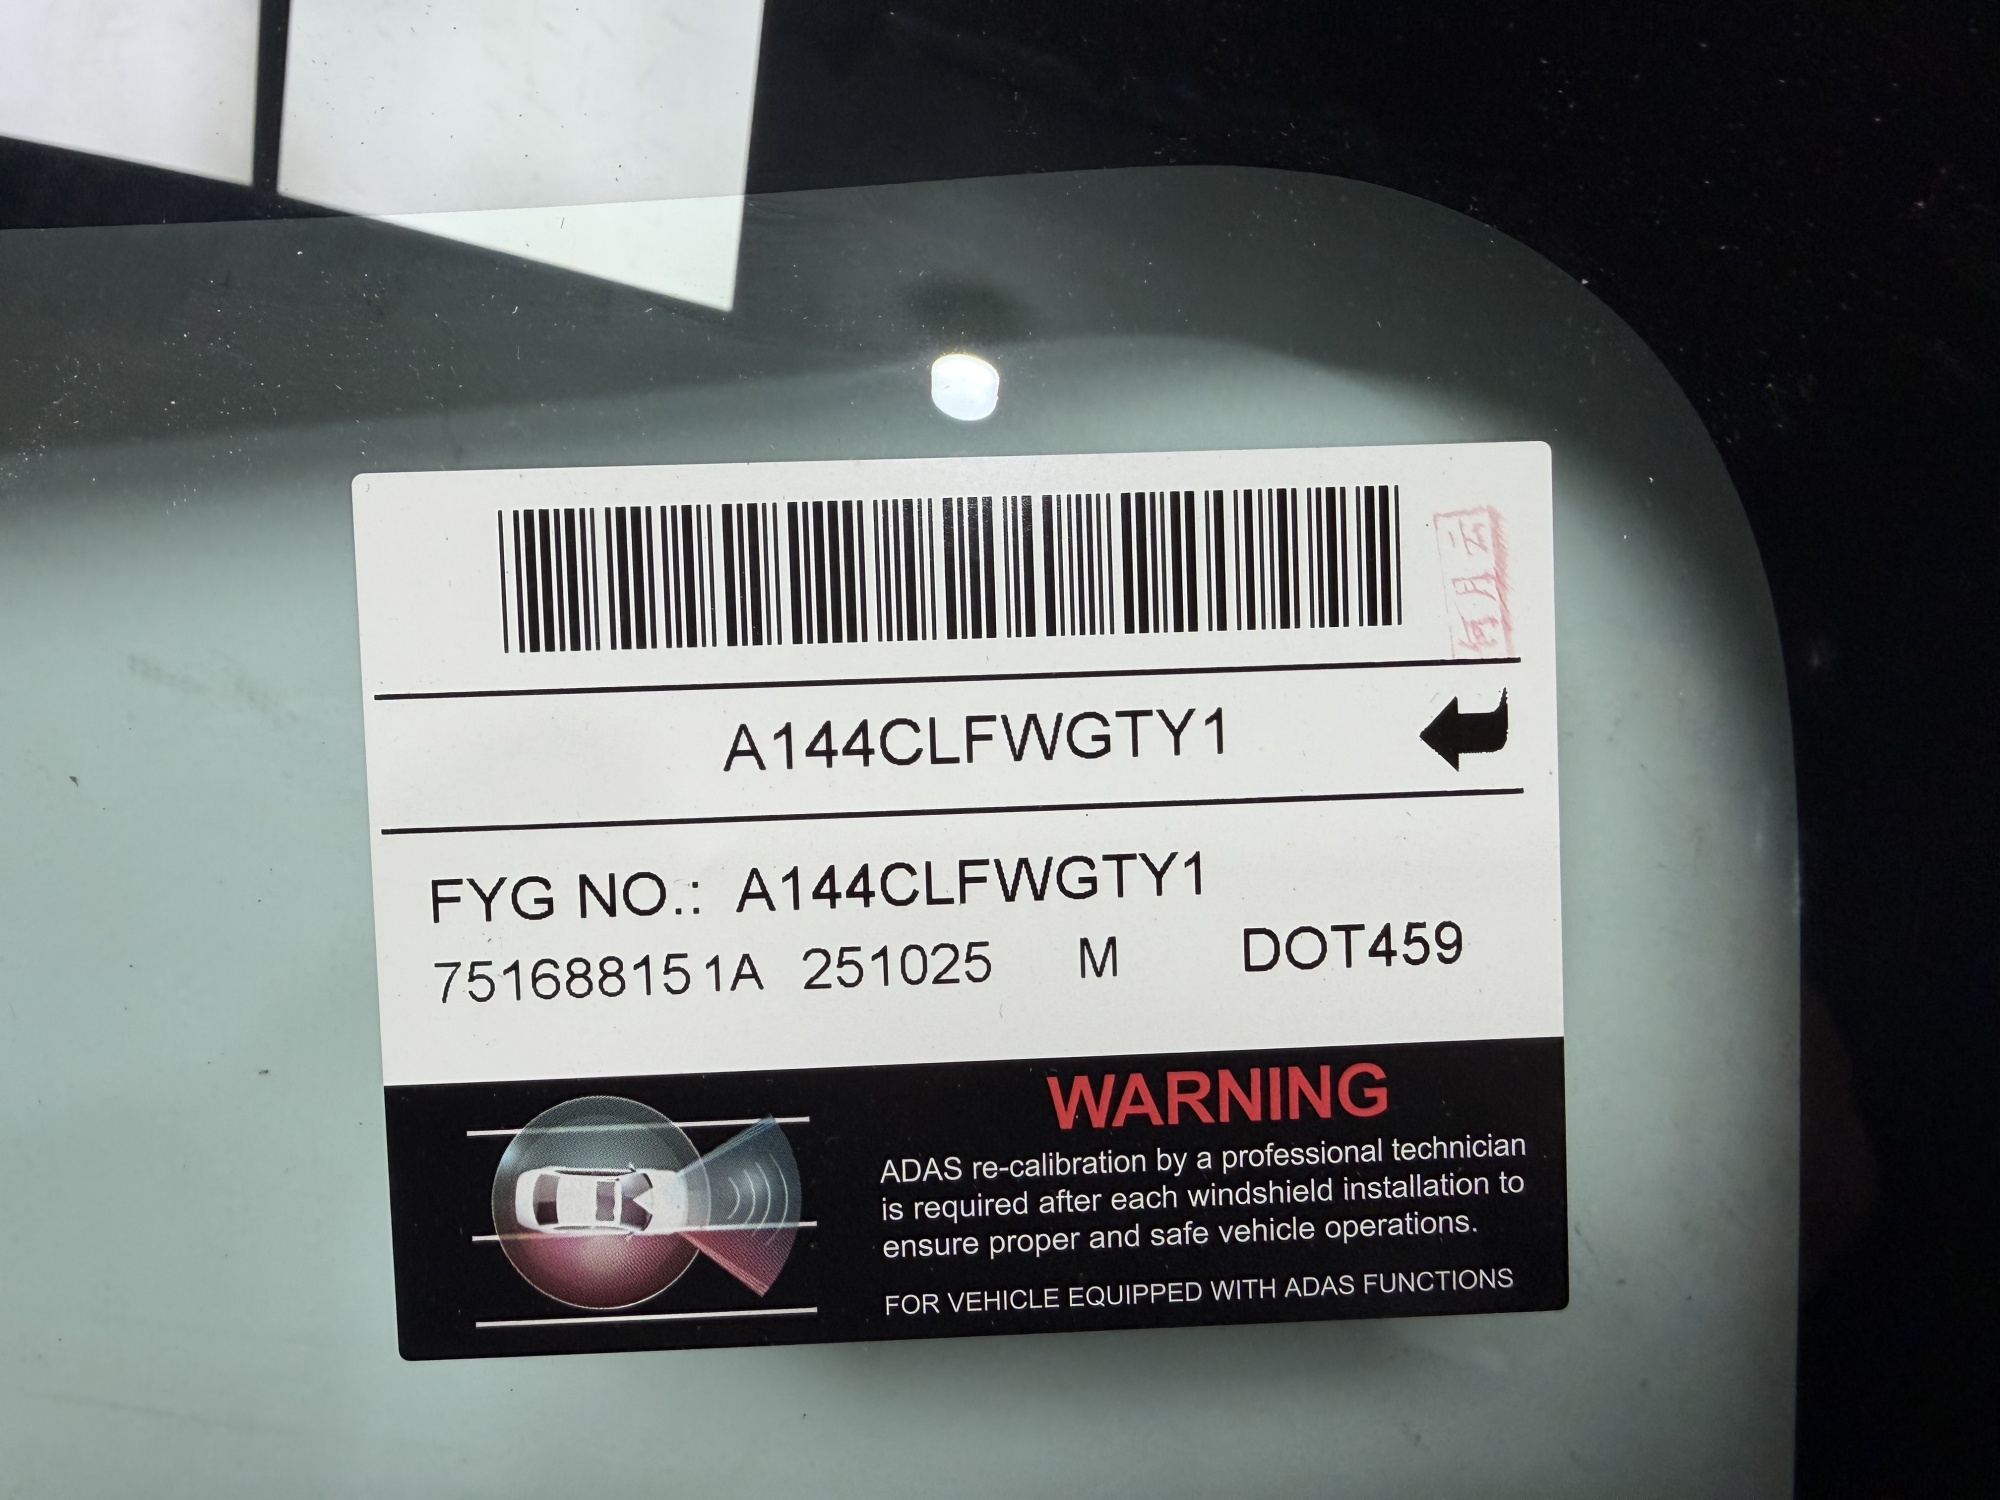 A144CLFWGTY1
FYG NO.: A144CLFWGTY1
751688151A 251025 M DOT459
WARNING
ADAS re-calibration by a professional technician
is required after each windshield installation to
ensure proper and safe vehicle operations.
FOR VEHICLE EQUIPPED WITH ADAS FUNCTIONS